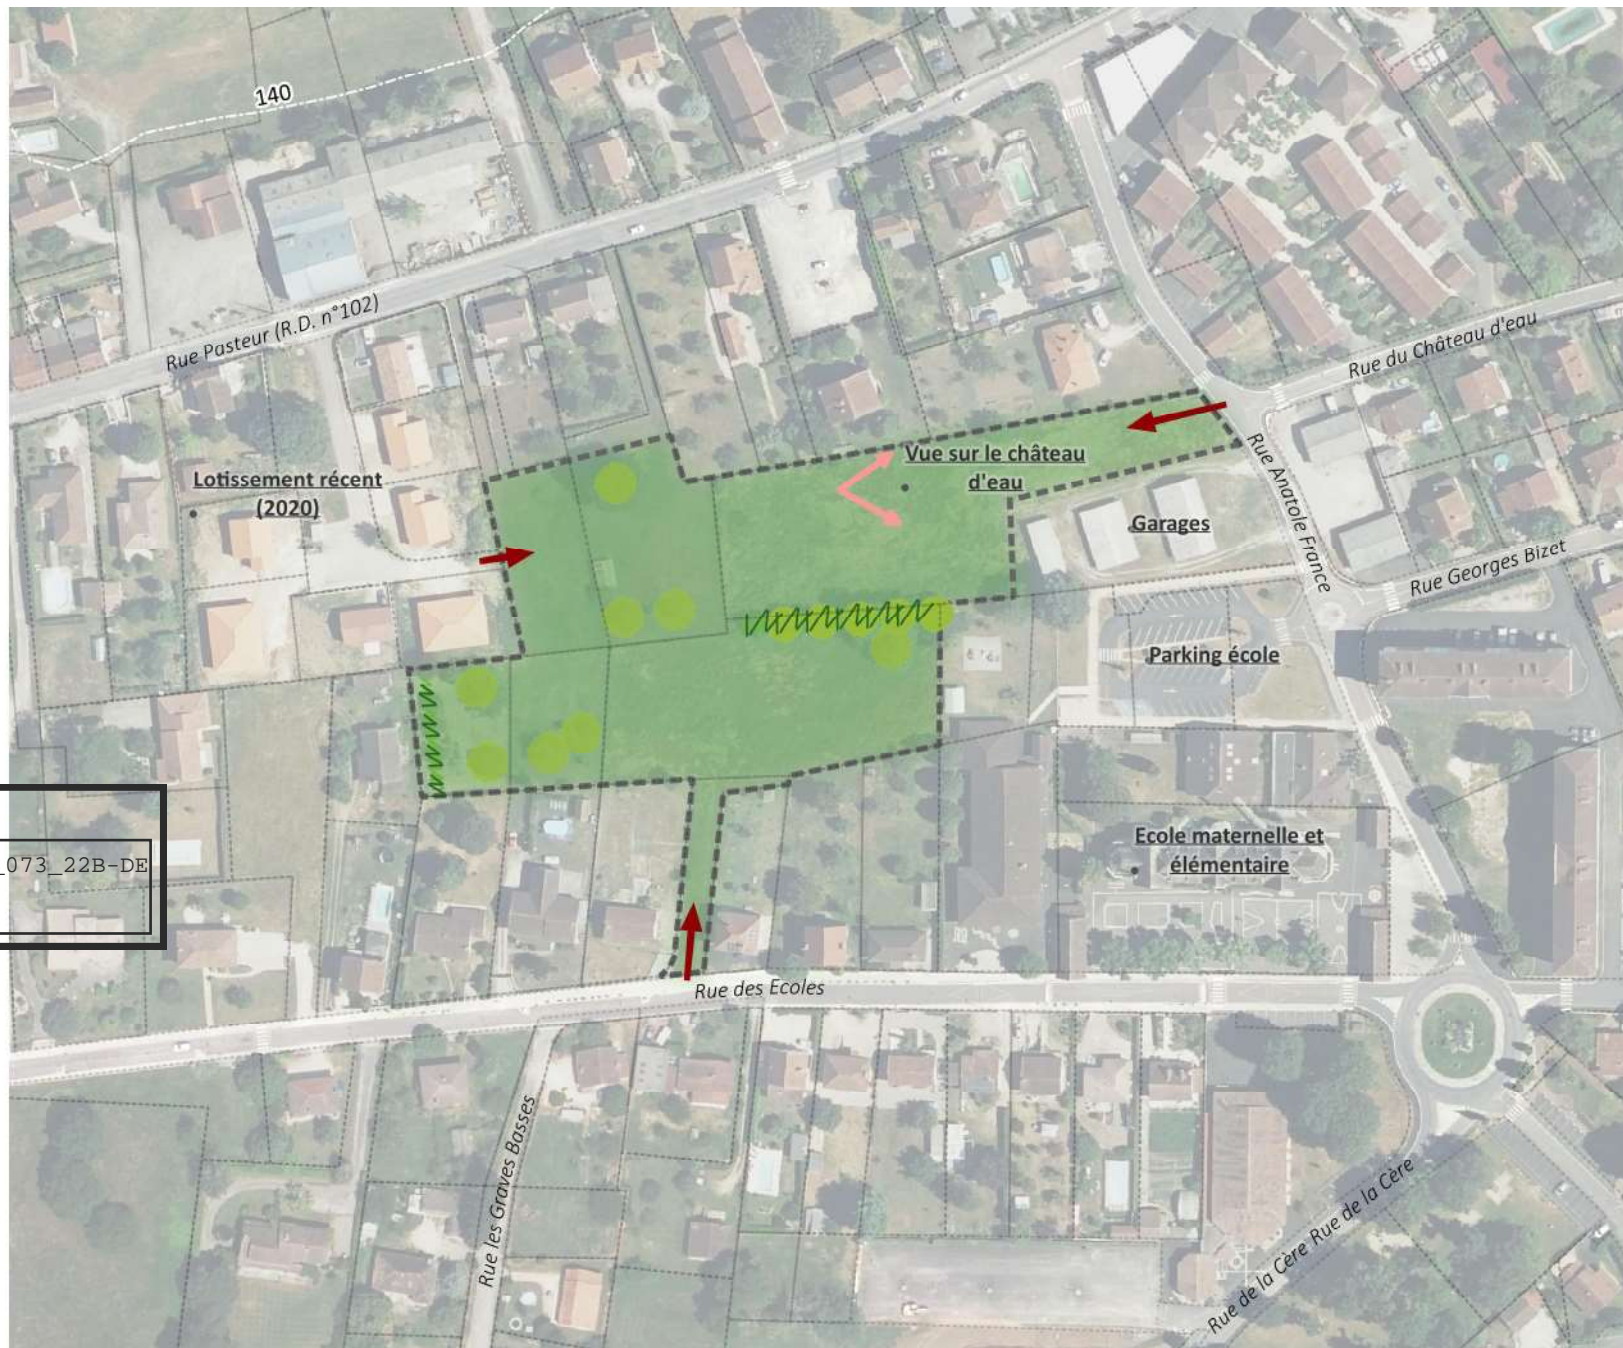 140
Rue Pasteur (R.D. n°102)
Rue du Château d'eau
Vue sur le château
d'eau
Rue Anatole France
Lotissement récent
(2020)
Garages
Rue Georges Bizet
Parking école
Ecole maternelle et
élémentaire
_073_22B-DE
Rue des Ecoles
Rue les Graves Basses
Rue de la Cère Rue de la Cère